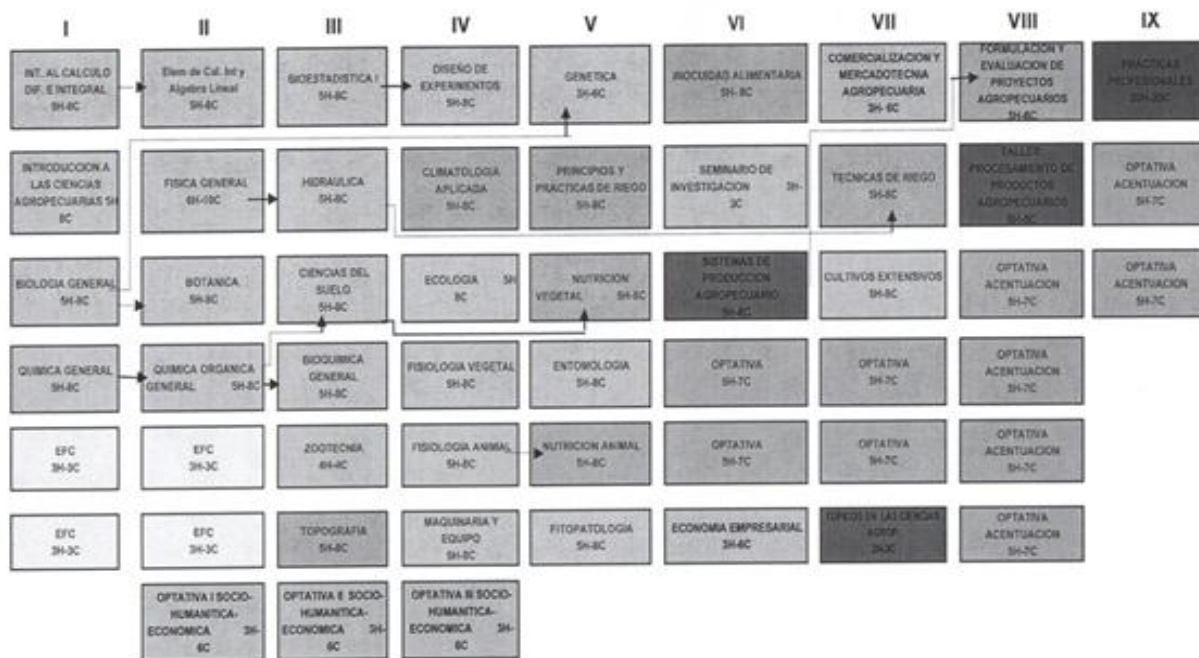 I II III IV V VI VII VIII IX
INT. AL CALCULO
DIF. E INTEGRAL
5H-8C
Elem de Cal. Int y
Algebra Lineal
5H-8C
BIOESTADISTICA I
5H-8C
DISEÑO DE
EXPERIMENTOS
5H-8C
GENETICA
3H-6C
INOCUIDAD ALIMENTARIA
5H-8C
COMERCIALIZACION Y
MERCADOTECNIA
AGROPECUARIA
3H-6C
FORMULACION Y
EVALUACION DE
PROYECTOS
AGROPECUARIOS
3H-6C
PRACTICAS
PROFESIONALES
INTRODUCCION A
LAS CIENCIAS
AGROPECUARIAS 5H
8C
FISICA GENERAL
6H-10C
HIDRAULICA
5H-8C
CLIMATOLOGIA
APLICADA
5H-8C
PRINCIPIOS Y
PRACTICAS DE RIEGO
5H-8C
SEMINARIO DE
INVESTIGACION 3H-
3C
TECNICAS DE RIEGO
5H-8C
TALLER
PROCESAMIENTO DE
PRODUCTOS
AGROPECUARIOS
OPTATIVA
ACENTUACION
5H-7C
BIOLOGIA GENERAL
5H-8C
BOTANICA
5H-8C
CIENCIAS DEL
SUELO
5H-8C
ECOLOGIA 5H
8C
NUTRICION
VEGETAL 5H-8C
SISTEMAS DE
PRODUCCION
AGROPECUARIO
5H-8C
CULTIVOS EXTENSIVOS
5H-8C
OPTATIVA
ACENTUACION
5H-7C
OPTATIVA
ACENTUACION
5H-7C
QUIMICA GENERAL
5H-8C
QUIMICA ORGANICA
GENERAL 5H-8C
BIOQUIMICA
GENERAL
5H-8C
FISIOLOGIA VEGETAL
5H-8C
ENTOMOLOGIA
5H-8C
OPTATIVA
5H-7C
OPTATIVA
5H-7C
OPTATIVA
ACENTUACION
5H-7C
EFC
3H-3C
EFC
3H-3C
ZOOTECNIA
FISIOLOGIA ANIMAL
5H-8C
NUTRICION ANIMAL
5H-8C
OPTATIVA
5H-7C
OPTATIVA
5H-7C
OPTATIVA
ACENTUACION
5H-7C
EFC
3H-3C
EFC
3H-3C
TOPOGRAFIA
5H-8C
MAQUINARIA Y
EQUIPO
5H-8C
FITOPATOLOGIA
5H-8C
ECONOMIA EMPRESARIAL
3H-6C
TOPICOS DE LAS CIENCIAS
OPTATIVA
ACENTUACION
5H-7C
OPTATIVA I SOCIO-
HUMANITICA-
ECONOMICA 3H-
6C
OPTATIVA II SOCIO-
HUMANITICA-
ECONOMICA 3H-
6C
OPTATIVA III SOCIO-
HUMANITICA-
ECONOMICA 3H-
6C